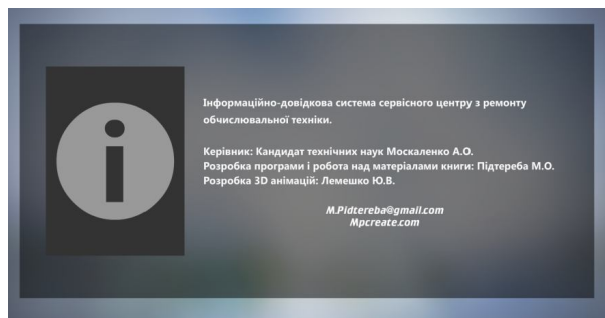 Інформаційно-довідкова система сервісного центру з ремонту
обчислювальної техніки.
Керівник: Кандидат технічних наук Москаленко А.О.
Розробка програми і робота над матеріалами книги: Підтереба М.О.
Розробка 3D анімацій: Лемешко Ю.В.
M.Pidtereba@gmail.com
Mpcreate.com